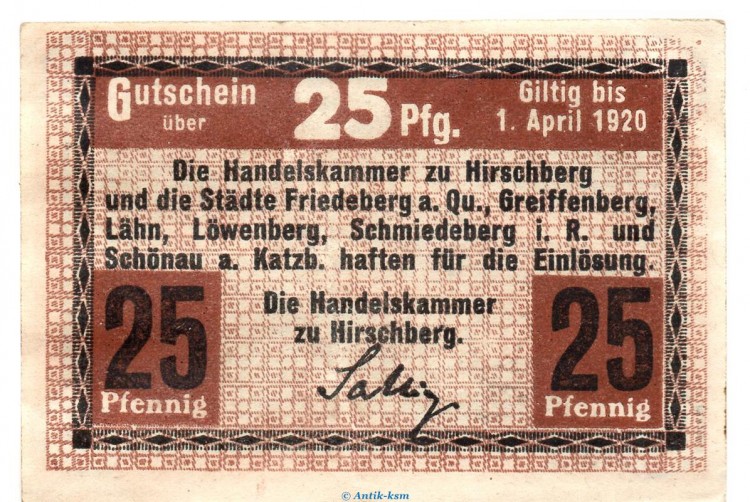 Gutschein über 25 Pfg. Giltig bis 1. April 1920
Die Handelskammer zu Hirschberg
und die Städte Friedeberg a. Qu., Greiffenberg,
Lähn, Löwenberg, Schmiedeberg i. R. und
Schönau a. Katzb. haften für die Einlösung.
Die Handelskammer
zu Hirschberg.
25 Pfennig
25 Pfennig
© Antik-ksm